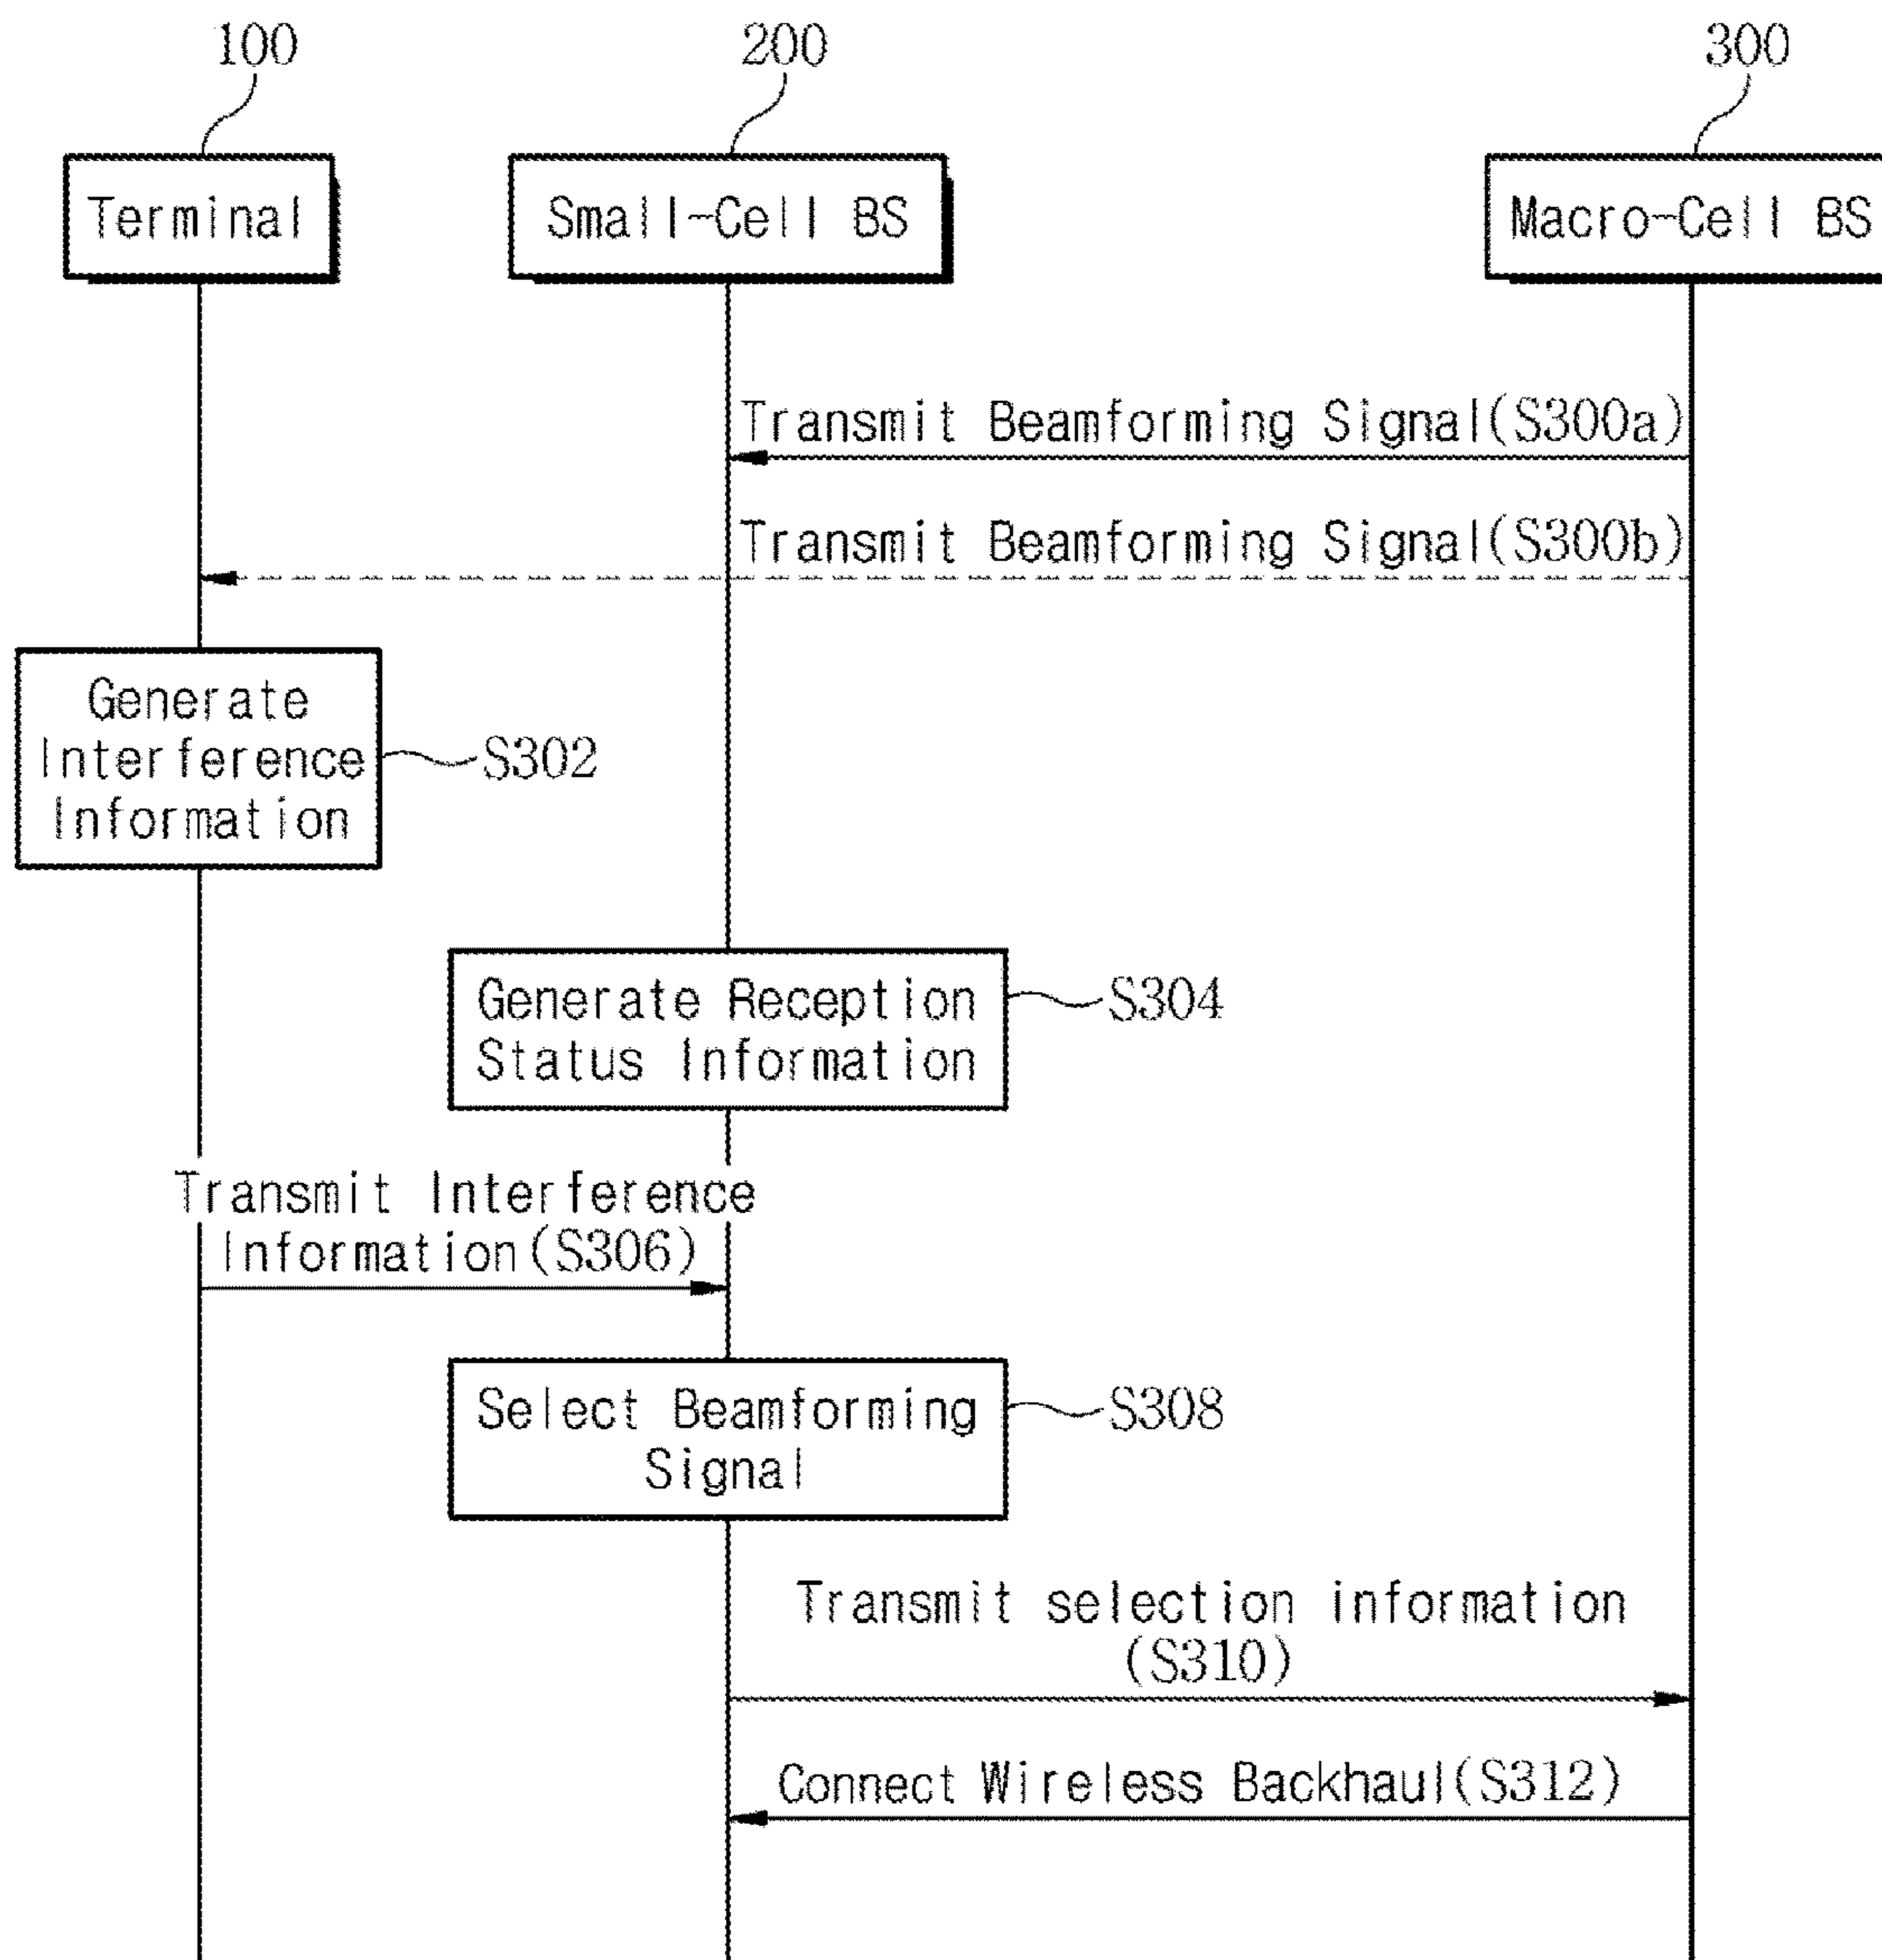 100
200
300
Terminal
Small-Cell BS
Macro-Cell BS
Transmit Beamforming Signal(S300a)
Transmit Beamforming Signal(S300b)
Generate
Interference
Information
S302
Generate Reception
Status Information
S304
Transmit Interference
Information(S306)
Select Beamforming
Signal
S308
Transmit selection information
(S310)
Connect Wireless Backhaul(S312)